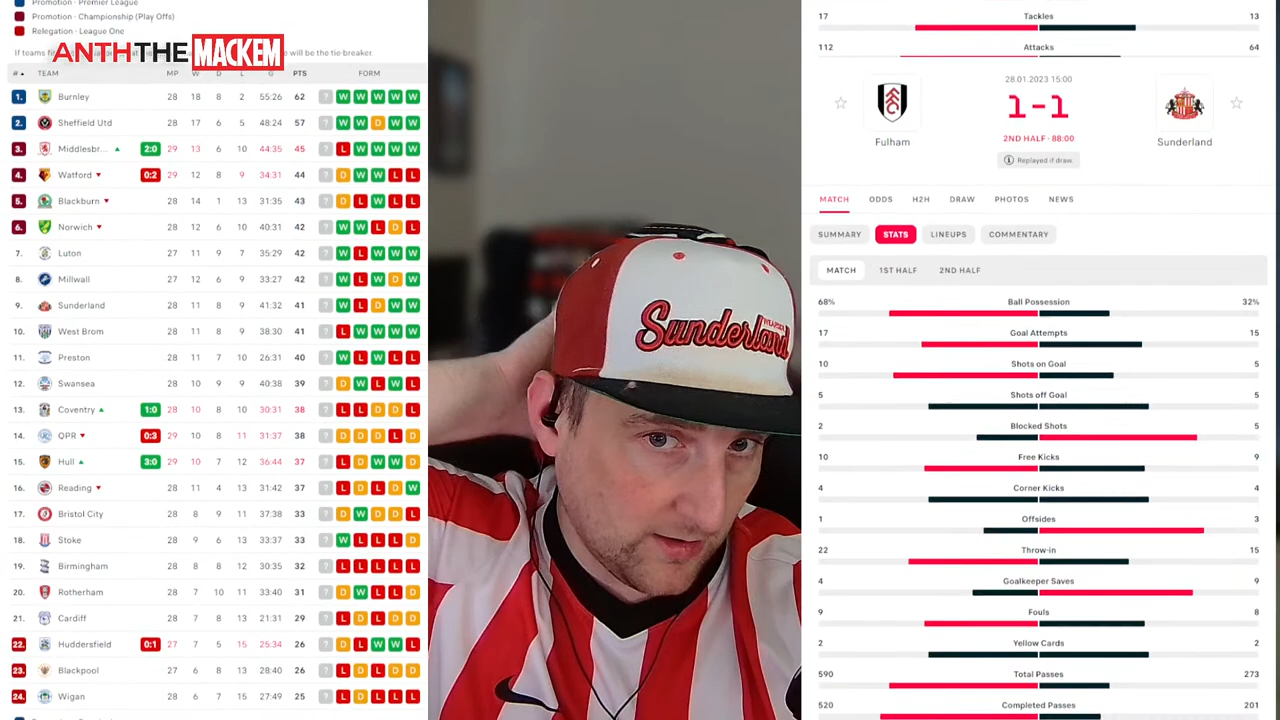 Promotion - Premier League
Promotion - Championship (Play Offs)
Relegation - League One
ANTHTHEMACKEM
will be the tie-breaker.
# TEAM MP W D L G PTS FORM
1. Burnley 28 18 8 2 55:26 62 ? W W W W W
2. Sheffield Utd 28 17 6 5 48:24 57 ? W W D W W
3. Middlesbr... 2:0 29 13 6 10 44:35 45 ? L W W W W
4. Watford 0:2 29 12 8 9 34:31 44 ? D W W L L
5. Blackburn 28 14 1 13 31:35 43 ? D L W L L
6. Norwich 28 12 6 10 40:31 42 ? W W L D L
7. Luton 27 11 9 7 35:29 42 ? W L W W W
8. Millwall 27 12 6 9 33:27 42 ? W L W D W
9. Sunderland 28 11 8 9 41:32 41 ? W L D W W
10. West Brom 28 11 8 9 38:30 41 ? L W W W W
11. Preston 28 11 7 10 26:31 40 ? W L W L L
12. Swansea 28 10 9 9 40:38 39 ? D W L W L
13. Coventry 1:0 28 10 8 10 30:31 38 ? L L D D L
14. QPR 0:3 29 10 8 11 31:37 38 ? D D D L D
15. Hull 3:0 29 10 7 12 36:44 37 ? L D W W D
16. Reading 28 11 4 13 31:42 37 ? L D L D W
17. Bristol City 28 8 9 11 37:38 33 ? D W D D L
18. Stoke 28 9 6 13 33:37 33 ? W L L L D
19. Birmingham 28 8 8 12 30:35 32 ? L L L L L
20. Rotherham 28 7 10 11 33:40 31 ? D W L L D
21. Cardiff 28 7 8 13 21:31 29 ? L D L D D
22. Huddersfield 0:1 27 7 5 15 25:34 26 ? D L W W L
23. Blackpool 27 6 8 13 28:40 26 ? L D L D D
24. Wigan 28 6 7 15 27:49 25 ? L D L L L
Sunderland
17 Tackles 13
112 Attacks 64
28.01.2023 15:00
1-1
Fulham
2ND HALF - 88:00
Sunderland
Replayed if draw.
MATCH ODDS H2H DRAW PHOTOS NEWS
SUMMARY STATS LINEUPS COMMENTARY
MATCH 1ST HALF 2ND HALF
68% Ball Possession 32%
17 Goal Attempts 15
10 Shots on Goal 5
5 Shots off Goal 5
2 Blocked Shots 5
10 Free Kicks 9
4 Corner Kicks 4
1 Offsides 3
22 Throw-in 15
4 Goalkeeper Saves 9
9 Fouls 8
2 Yellow Cards 2
590 Total Passes 273
520 Completed Passes 201